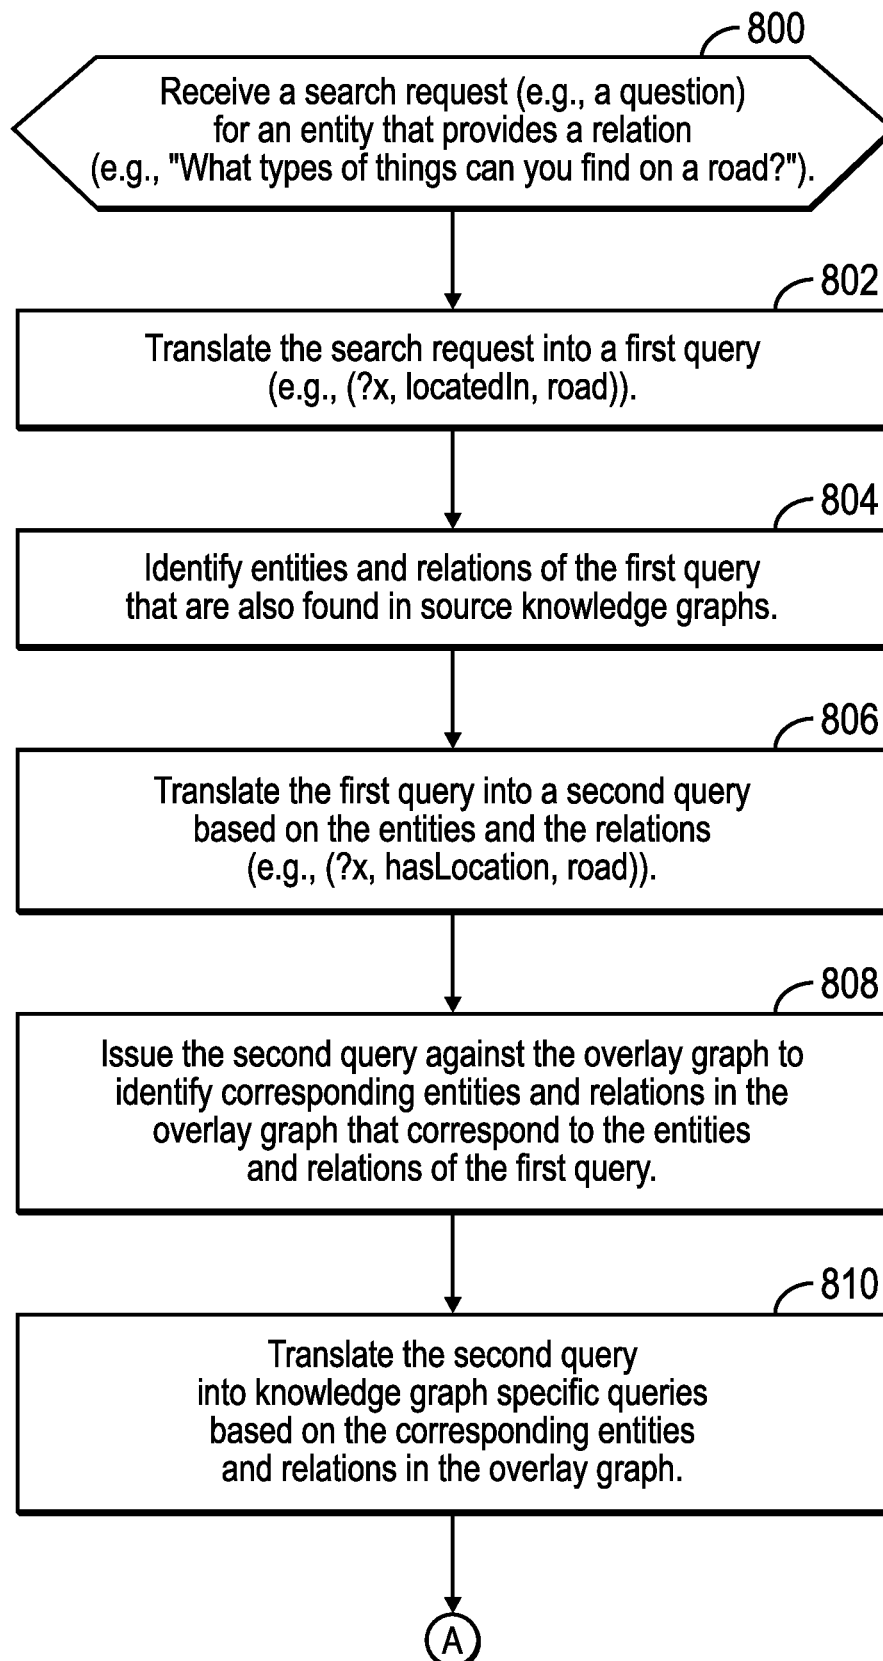 800
Receive a search request (e.g., a question)
for an entity that provides a relation
(e.g., "What types of things can you find on a road?").
802
Translate the search request into a first query
(e.g., (?x, locatedIn, road)).
804
Identify entities and relations of the first query
that are also found in source knowledge graphs.
806
Translate the first query into a second query
based on the entities and the relations
(e.g., (?x, hasLocation, road)).
808
Issue the second query against the overlay graph to
identify corresponding entities and relations in the
overlay graph that correspond to the entities
and relations of the first query.
810
Translate the second query
into knowledge graph specific queries
based on the corresponding entities
and relations in the overlay graph.
A